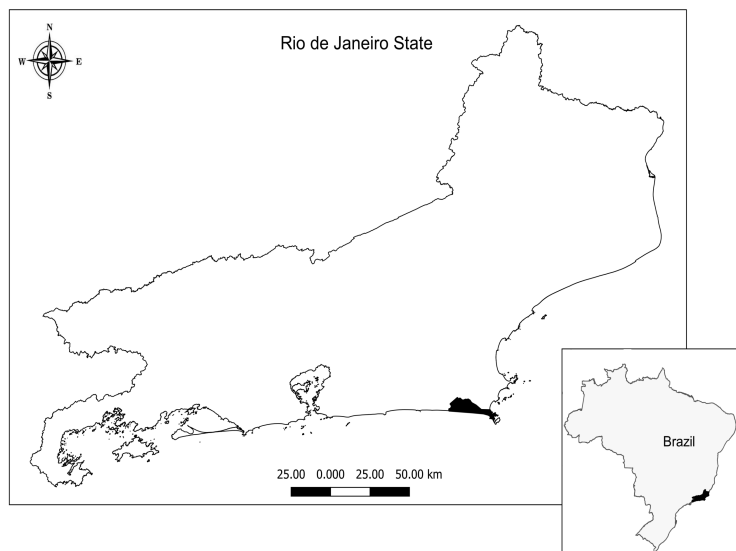 Rio de Janeiro State
N
W E
S
Brazil
25.00 0.000 25.00 50.00 km